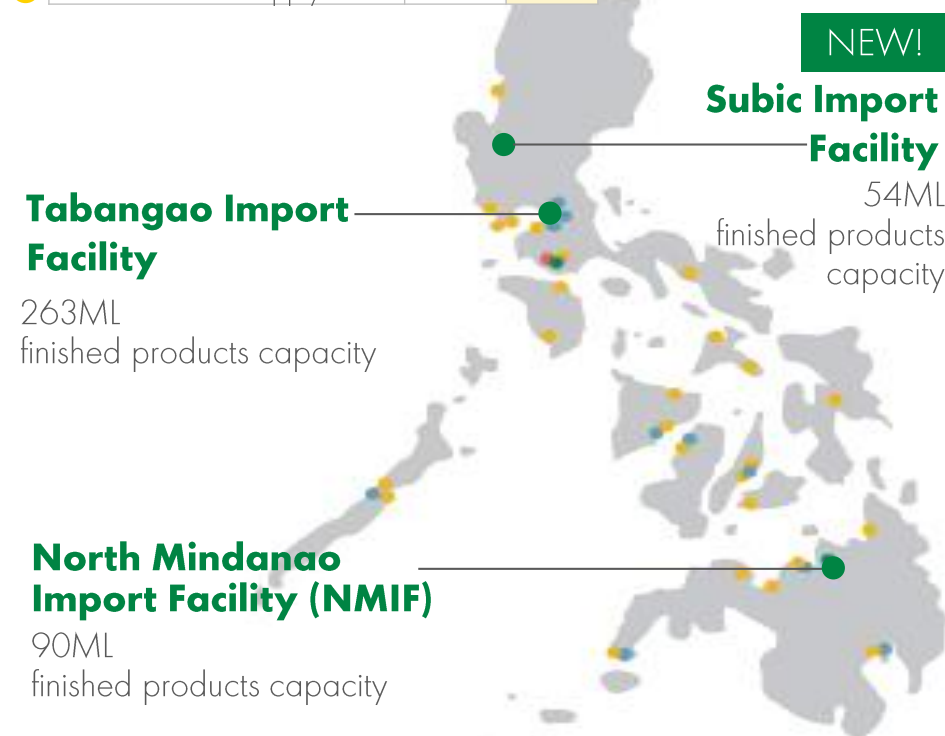 NEW!
Subic Import
Facility
54ML
finished products
capacity
Tabangao Import
Facility
263ML
finished products capacity
North Mindanao
Import Facility (NMIF)
90ML
finished products capacity